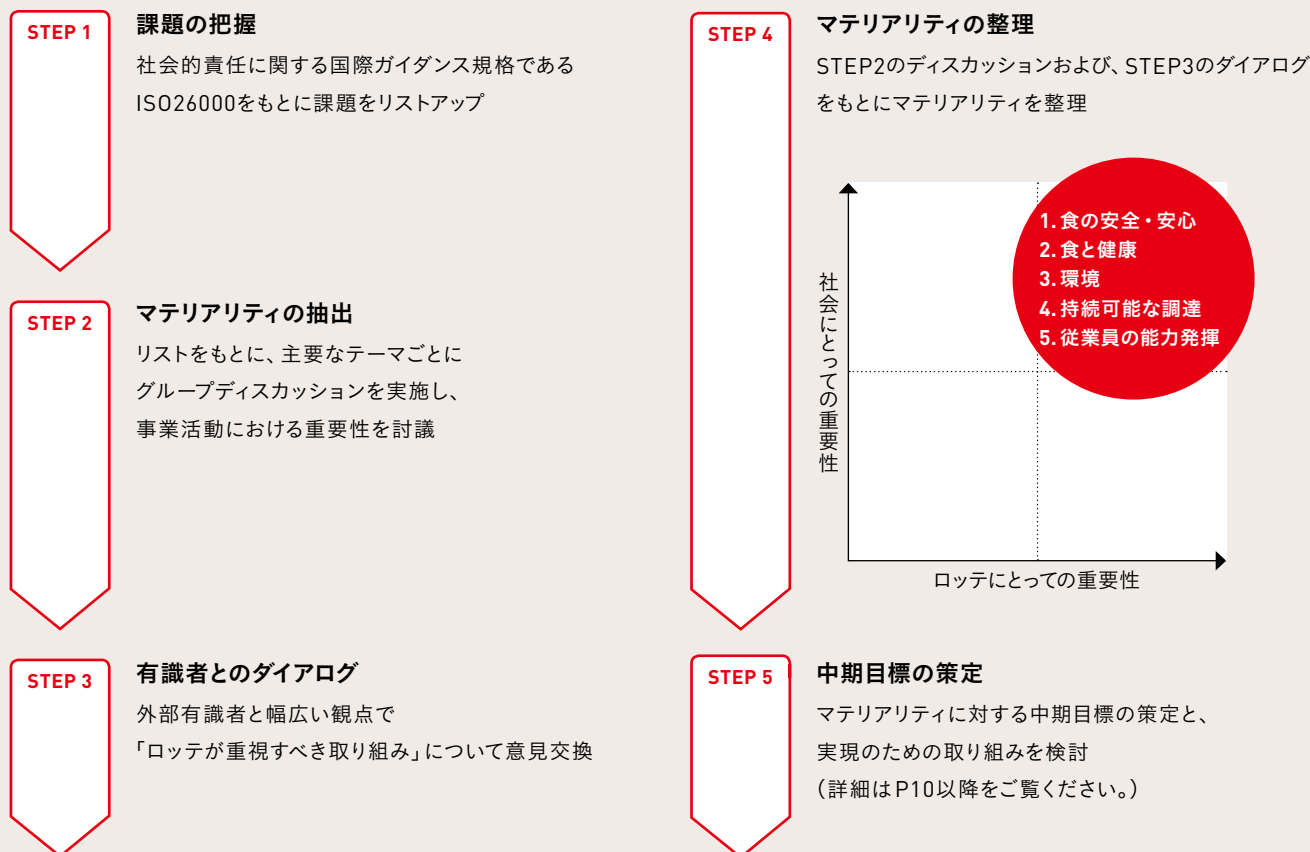 STEP 1
課題の把握
社会的責任に関する国際ガイダンス規格である
ISO26000をもとに課題をリストアップ
STEP 2
マテリアリティの抽出
リストをもとに、主要なテーマごとに
グループディスカッションを実施し、
事業活動における重要性を討議
STEP 3
有識者とのダイアログ
外部有識者と幅広い観点で
「ロッテが重視すべき取り組み」について意見交換
STEP 4
マテリアリティの整理
STEP2のディスカッションおよび、STEP3のダイアログ
をもとにマテリアリティを整理
社会にとっての重要性
1. 食の安全・安心
2. 食と健康
3. 環境
4. 持続可能な調達
5. 従業員の能力発揮
ロッテにとっての重要性
STEP 5
中期目標の策定
マテリアリティに対する中期目標の策定と、
実現のための取り組みを検討
（詳細はP10以降をご覧ください。）